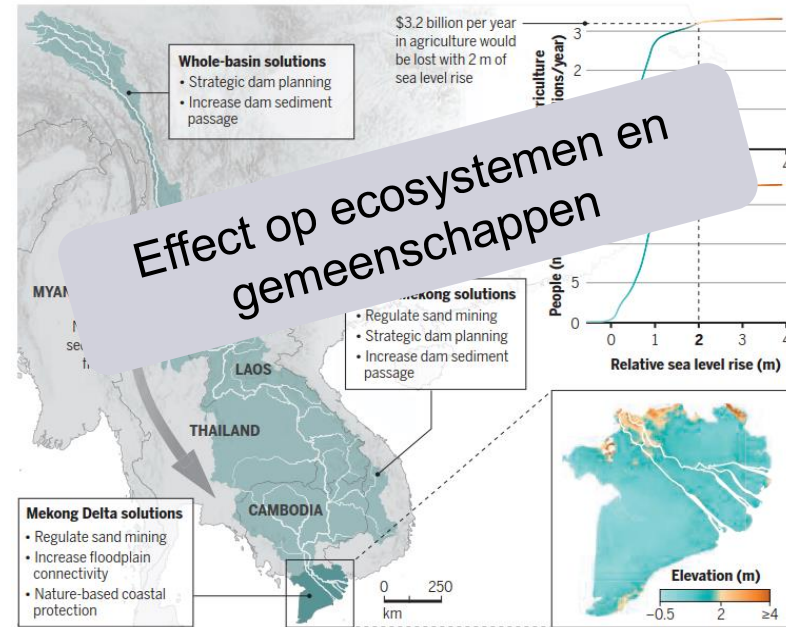 Whole-basin solutions
• Strategic dam planning
• Increase dam sediment
passage
$3.2 billion per year
in agriculture would
be lost with 2 m of
sea level rise
3
2
Effect op ecosystemen en
gemeenschappen
5
0
People
0 1 2 3 4
Relative sea level rise (m)
solutions
• Regulate sand mining
• Strategic dam planning
• Increase dam sediment
passage
LAOS
THAILAND
CAMBODIA
Mekong Delta solutions
• Regulate sand mining
• Increase floodplain
connectivity
• Nature-based coastal
protection
0 250
km
Elevation (m)
–0.5 2 ≥4